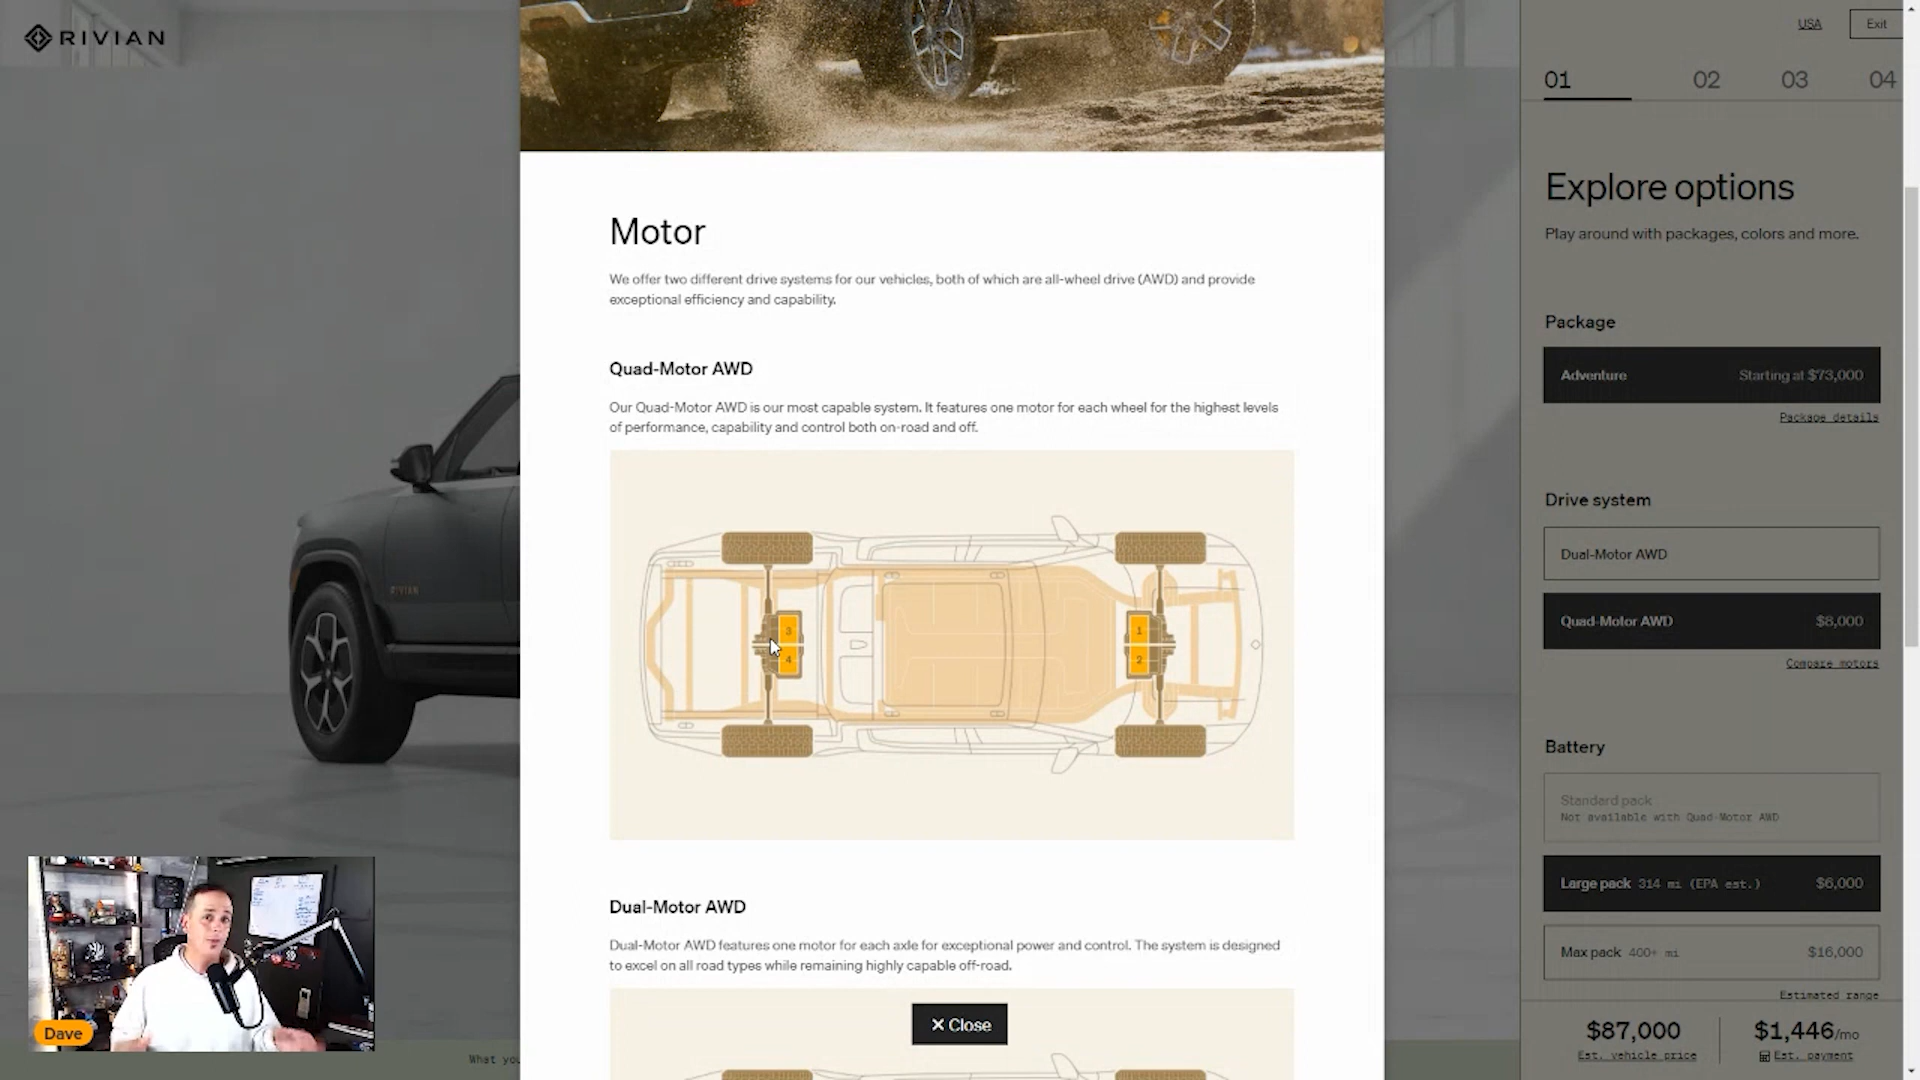 RIVIAN
USA
Exit
01
02
03
04
Explore options
Play around with packages, colors and more.
Package
Adventure
Starting at $73,000
Package details
Drive system
Dual-Motor AWD
Quad-Motor AWD
$8,000
Compare motors
Battery
Standard pack
Not available with Quad-Motor AWD
Large pack 314 mi (EPA est.)
$6,000
Max pack 400+ mi
$16,000
Estimated range
$87,000
Est. vehicle price
$1,446/mo
Est. payment
Motor
We offer two different drive systems for our vehicles, both of which are all-wheel drive (AWD) and provide
exceptional efficiency and capability.
Quad-Motor AWD
Our Quad-Motor AWD is our most capable system. It features one motor for each wheel for the highest levels
of performance, capability and control both on-road and off.
3
4
1
2
Dual-Motor AWD
Dual-Motor AWD features one motor for each axle for exceptional power and control. The system is designed
to excel on all road types while remaining highly capable off-road.
Close
RIVIAN
Dave
What you